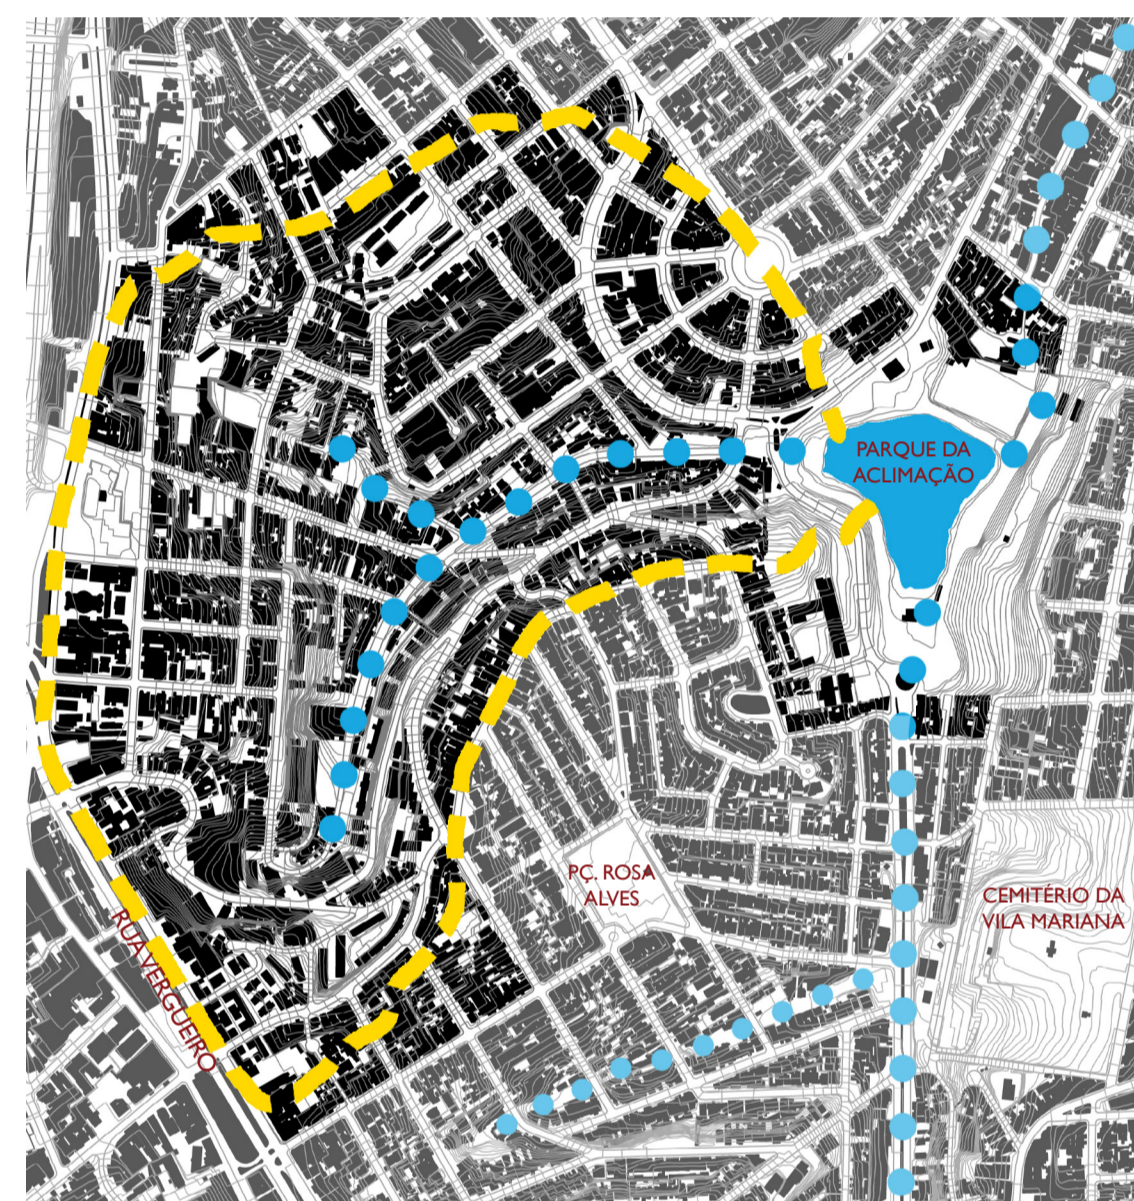 PARQUE DA
ACLIMAÇÃO
PÇ. ROSA
ALVES
CEMITÉRIO DA
VILA MARIANA
RUA VERGUEIRO